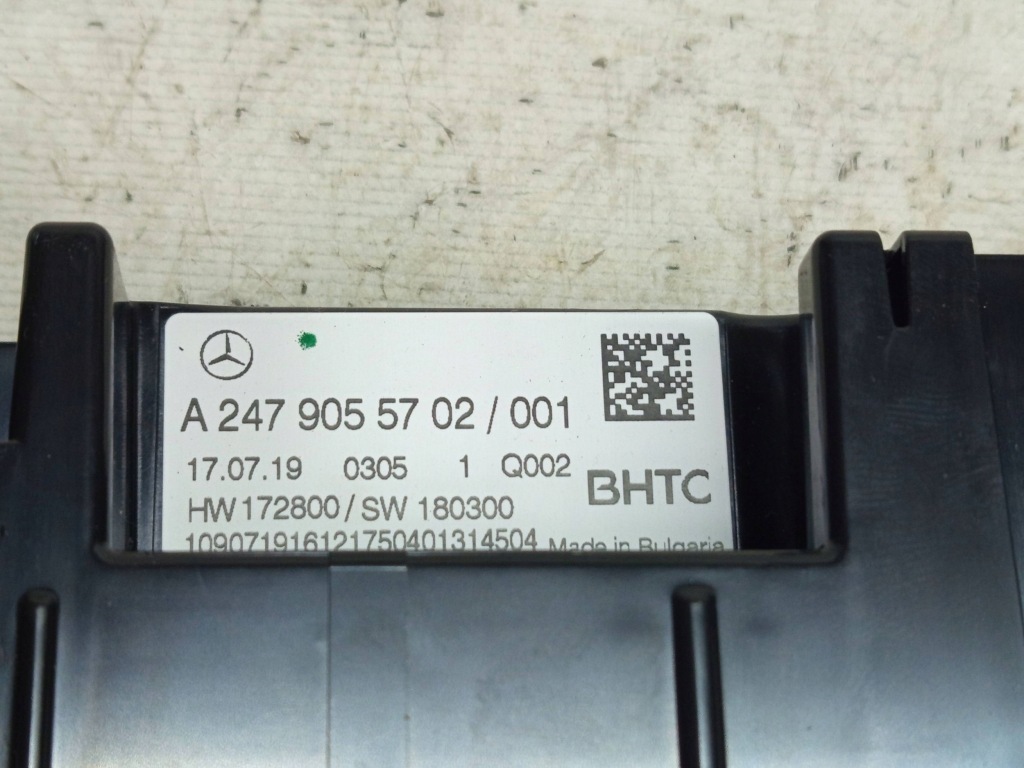 A 247 905 57 02 / 001
17.07.19 0305 1 Q002
BHTC
HW 172800 / SW 180300
109071916121750401314504 Made in Bulgaria